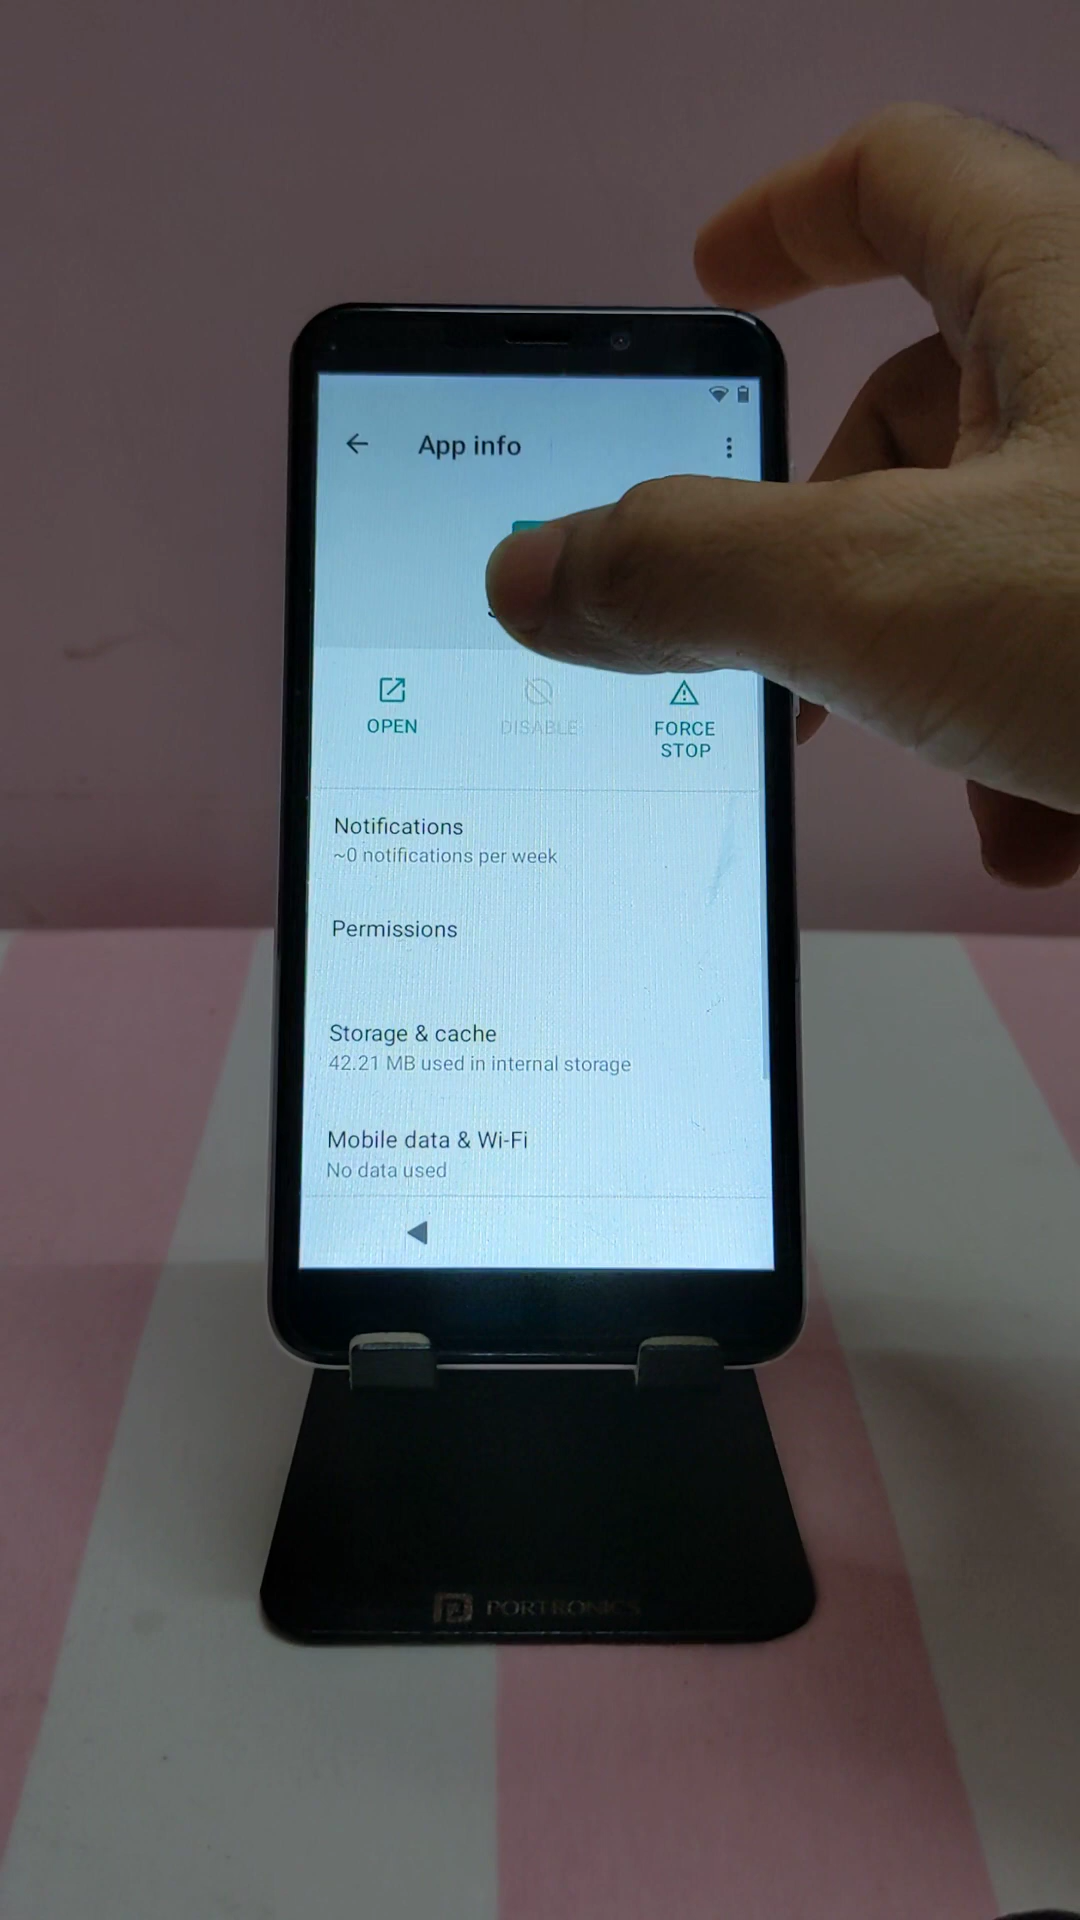 App info
OPEN
DISABLE
FORCE
STOP
Notifications
~0 notifications per week
Permissions
Storage & cache
42.21 MB used in internal storage
Mobile data & Wi-Fi
No data used
PORTRONICS